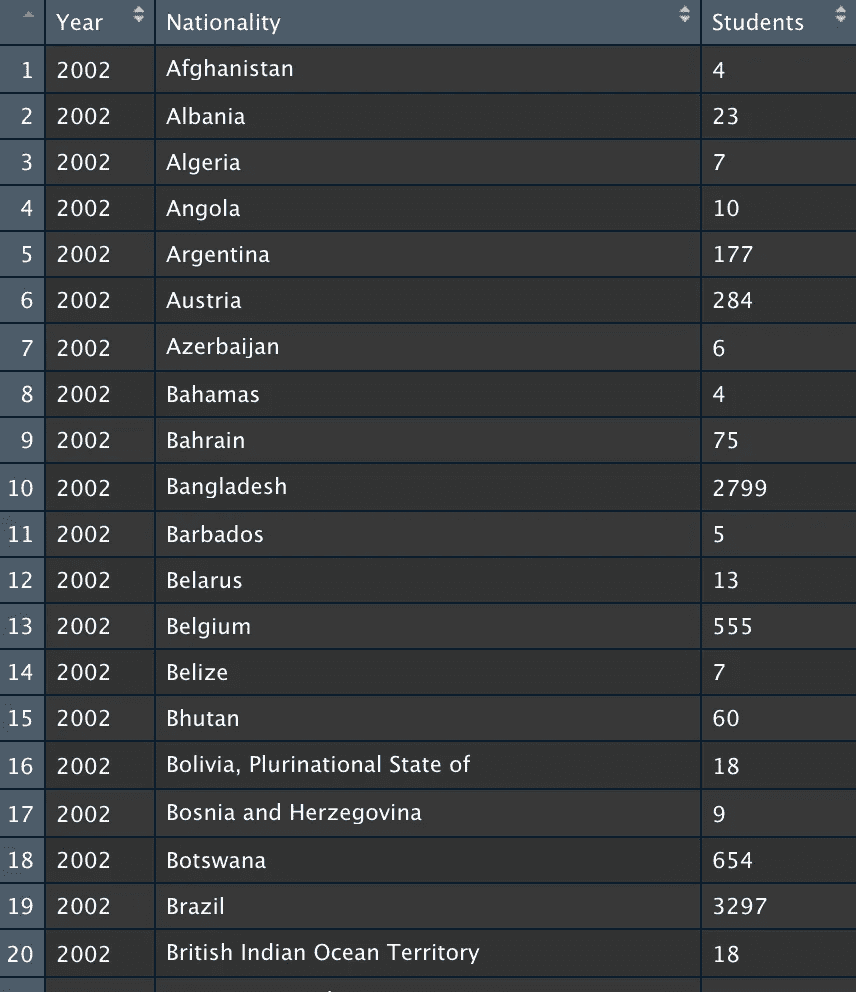 Year Nationality Students
1 2002 Afghanistan 4
2 2002 Albania 23
3 2002 Algeria 7
4 2002 Angola 10
5 2002 Argentina 177
6 2002 Austria 284
7 2002 Azerbaijan 6
8 2002 Bahamas 4
9 2002 Bahrain 75
10 2002 Bangladesh 2799
11 2002 Barbados 5
12 2002 Belarus 13
13 2002 Belgium 555
14 2002 Belize 7
15 2002 Bhutan 60
16 2002 Bolivia, Plurinational State of 18
17 2002 Bosnia and Herzegovina 9
18 2002 Botswana 654
19 2002 Brazil 3297
20 2002 British Indian Ocean Territory 18